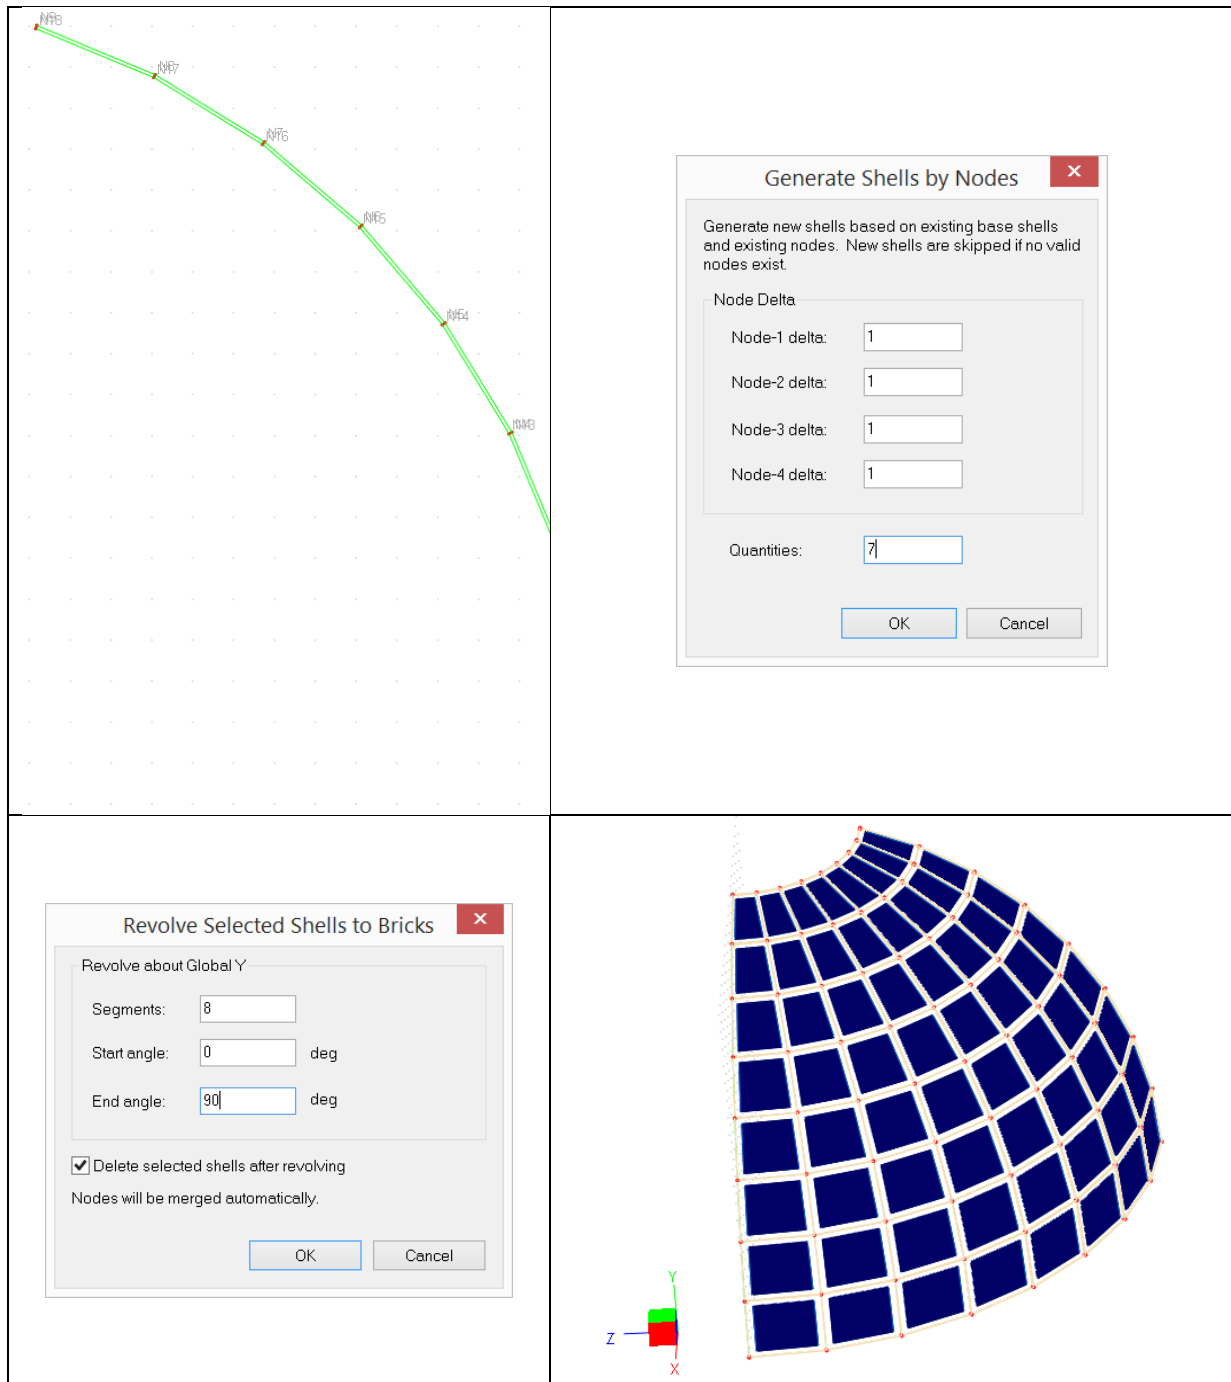 Generate Shells by Nodes
Generate new shells based on existing base shells
and existing nodes. New shells are skipped if no valid
nodes exist.
Node Delta
Node-1 delta: 1
Node-2 delta: 1
Node-3 delta: 1
Node-4 delta: 1
Quantities: 7
OK Cancel
Revolve Selected Shells to Bricks
Revolve about Global Y
Segments: 8
Start angle: 0 deg
End angle: 90 deg
Delete selected shells after revolving
Nodes will be merged automatically.
OK Cancel
Y
Z
X